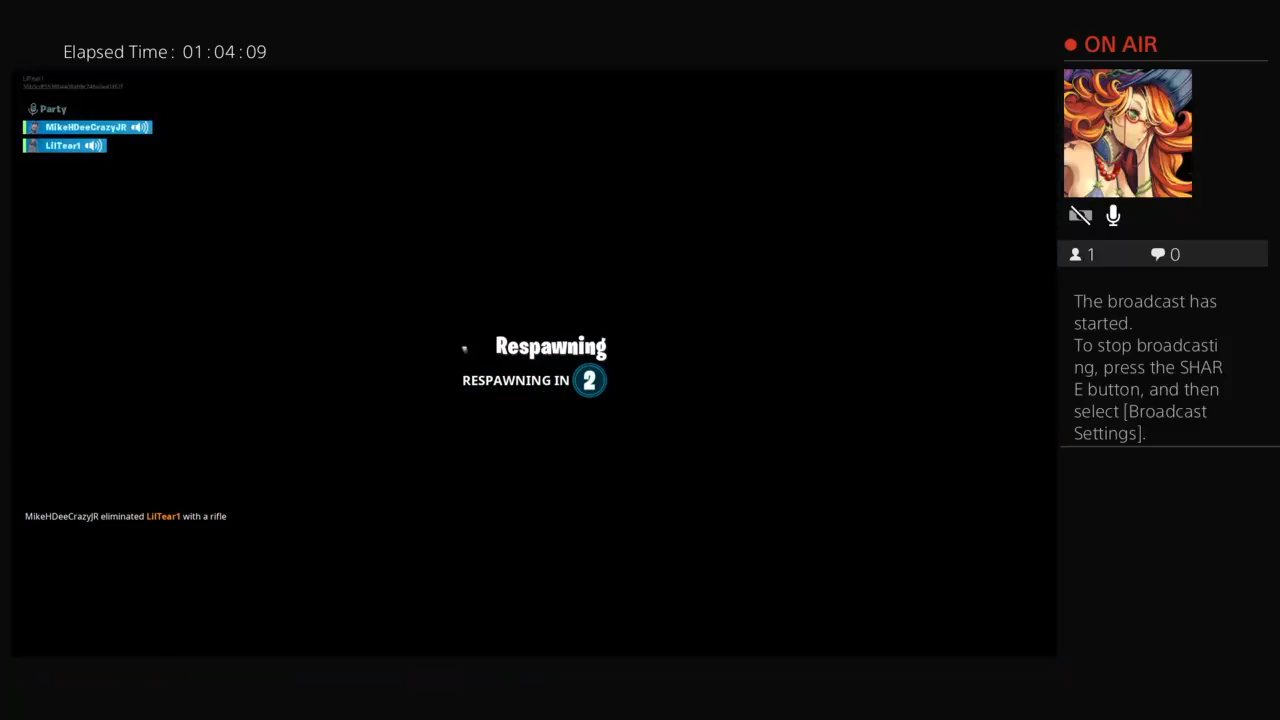 Elapsed Time: 01:04:09
ON AIR
LilTear1
Party
MikeHDeeCrazyJR
LilTear1
1 0
The broadcast has
started.
To stop broadcasti
ng, press the SHAR
E button, and then
select [Broadcast
Settings].
Respawning
RESPAWNING IN 2
MikeHDeeCrazyJR eliminated LilTear1 with a rifle